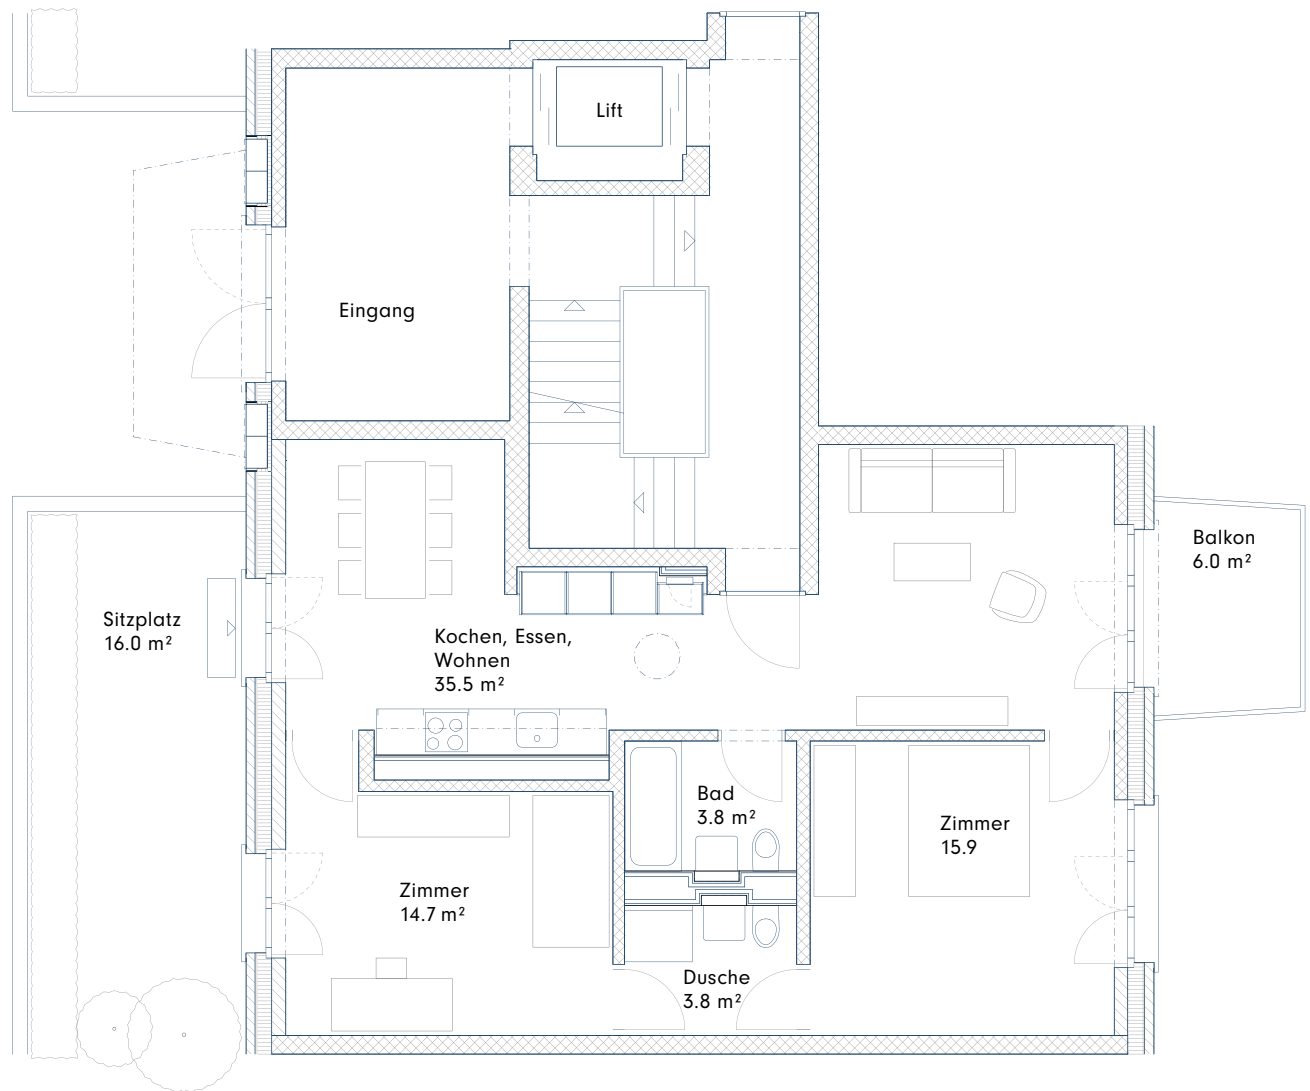 Lift
Eingang
Balkon
6.0 m²
Sitzplatz
16.0 m²
Kochen, Essen,
Wohnen
35.5 m²
Bad
3.8 m²
Zimmer
15.9
Zimmer
14.7 m²
Dusche
3.8 m²